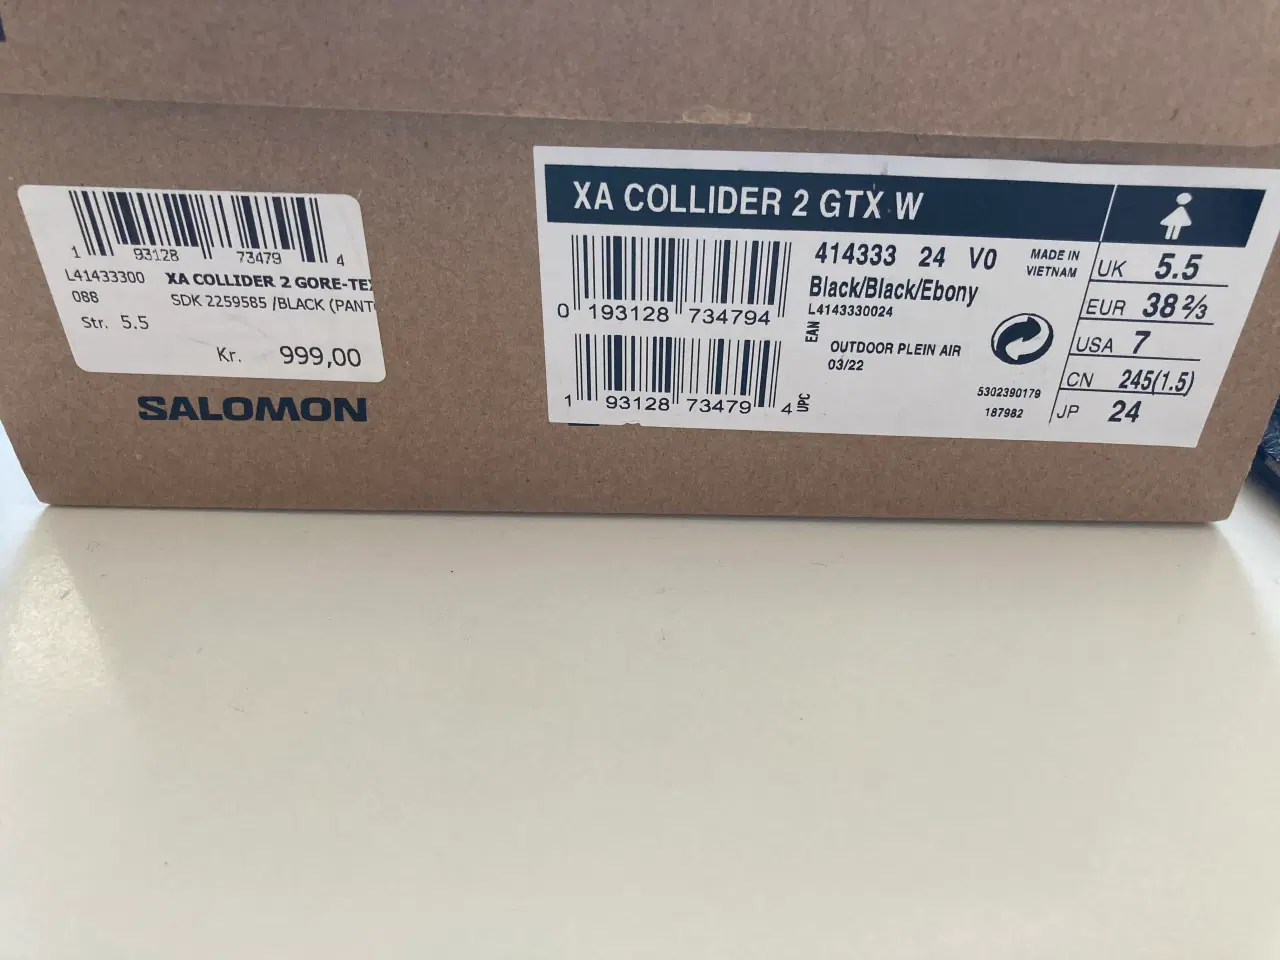 1 93128 73479 4
L41433300 XA COLLIDER 2 GORE-TEX
088 SDK 2259585 /BLACK (PANT
Str. 5.5
Kr. 999,00
SALOMON
XA COLLIDER 2 GTX W
0 193128 734794
EAN
1 93128 73479 4
UPC
414333 24 V0
Black/Black/Ebony
L4143330024
OUTDOOR PLEIN AIR
03/22
MADE IN
VIETNAM
5302390179
187982
UK 5.5
EUR 38 2/3
USA 7
CN 245(1.5)
JP 24